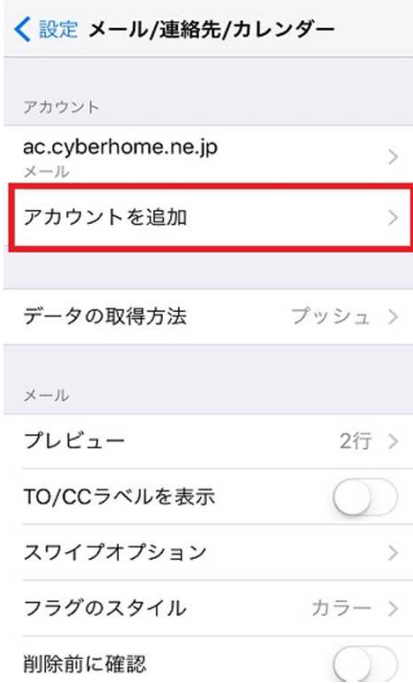 設定 メール/連絡先/カレンダー
アカウント
ac.cyberhome.ne.jp
メール
アカウントを追加
データの取得方法 プッシュ
メール
プレビュー 2行
TO/CCラベルを表示
スワイプオプション
フラグのスタイル カラー
削除前に確認